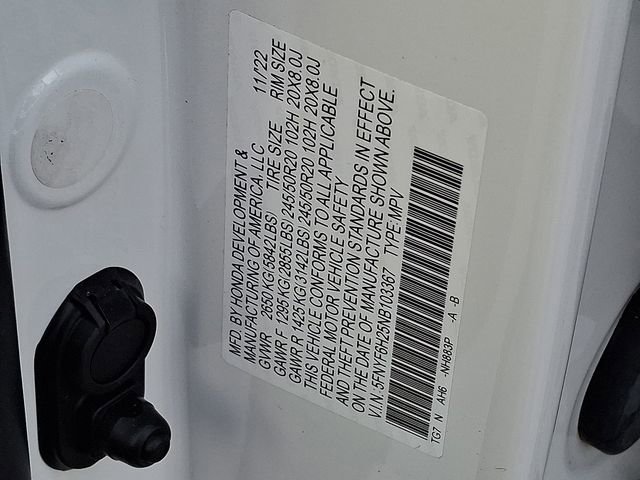 MFD BY HONDA DEVELOPMENT &
MANUFACTURING OF AMERICA, LLC 11/22
GVWR 2650 KG(5842LBS) TIRE SIZE RIM SIZE
GAWR F 1295 KG(2855LBS)245/50R20 102H 20X8.0J
GAWR R 1425 KG(3142LBS)245/50R20 102H 20X8.0J
THIS VEHICLE CONFORMS TO ALL APPLICABLE
FEDERAL MOTOR VEHICLE SAFETY
AND THEFT PREVENTION STANDARDS IN EFFECT
ON THE DATE OF MANUFACTURE SHOWN ABOVE.
V.I.N.:5FNYF8H25NB103367 TYPE:MPV
TG7 N AH6 -NH883P -A -B